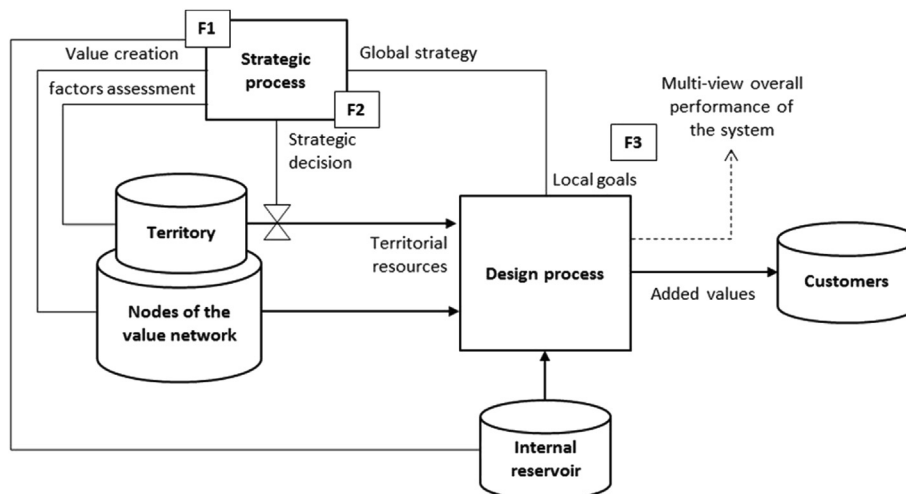 F1
Value creation
factors assessment
Strategic
process
F2
Global strategy
Strategic
decision
Multi-view overall
performance of
the system
F3
Local goals
Territory
Territorial
resources
Design process
Added values
Customers
Nodes of the
value network
Internal
reservoir